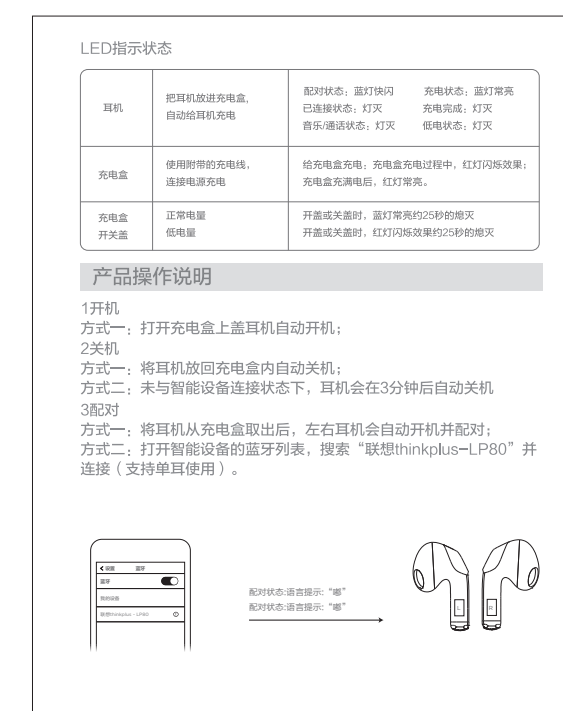 LED指示状态
耳机
把耳机放进充电盒,
自动给耳机充电
配对状态：蓝灯快闪 充电状态：蓝灯常亮
已连接状态：灯灭 充电完成：灯灭
音乐/通话状态：灯灭 低电状态：灯灭
充电盒
使用附带的充电线，
连接电源充电
给充电盒充电：充电盒充电过程中，红灯闪烁效果；
充电盒充满电后，红灯常亮。
充电盒
开关盖
正常电量
低电量
开盖或关盖时，蓝灯常亮约25秒的熄灭
开盖或关盖时，红灯闪烁效果约25秒的熄灭
产品操作说明
1开机
方式一：打开充电盒上盖耳机自动开机；
2关机
方式一：将耳机放回充电盒内自动关机；
方式二：未与智能设备连接状态下，耳机会在3分钟后自动关机
3配对
方式一：将耳机从充电盒取出后，左右耳机会自动开机并配对；
方式二：打开智能设备的蓝牙列表，搜索“联想thinkplus-LP80”并
连接（支持单耳使用）。
设置 蓝牙
蓝牙
我的设备
联想thinkplus - LP80
配对状态:语言提示:“嘟”
配对状态:语言提示:“嘟”
L
R